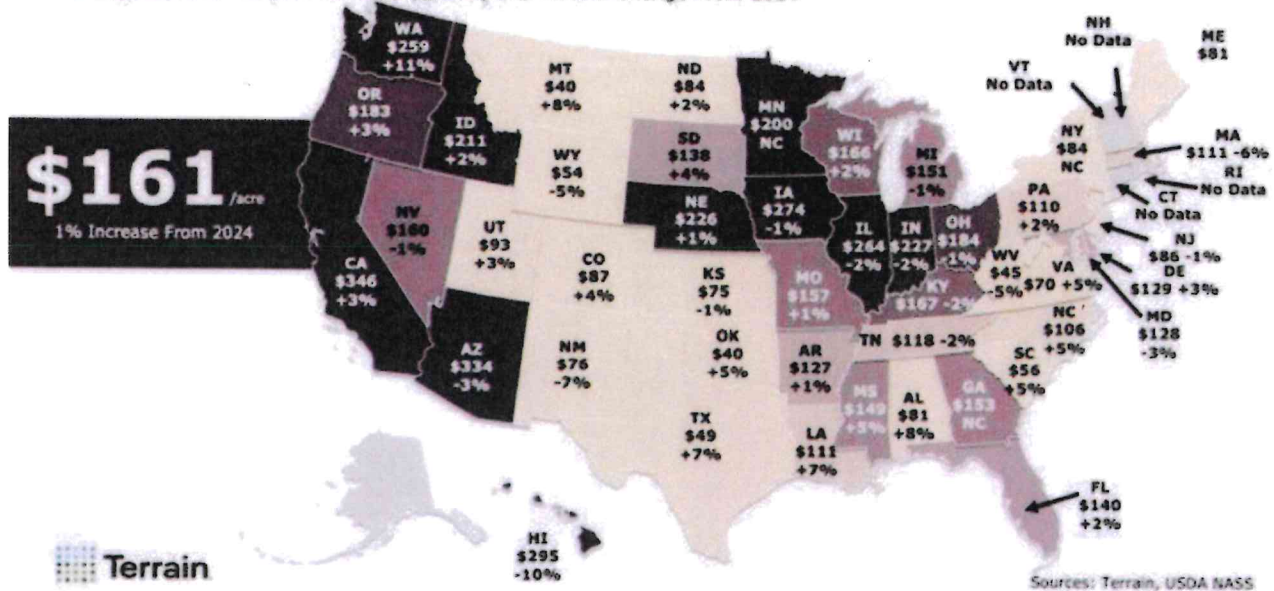 WA
$259
+11%
OR
$183
+3%
ID
$211
+2%
MT
$40
+8%
ND
$84
+2%
MN
$200
NC
WI
$166
+2%
MI
$151
-1%
NH
No Data
VT
No Data
ME
$81
NY
$84
NC
MA
$111 -6%
RI
No Data
CT
No Data
$161 /acre
1% Increase From 2024
WY
$54
-5%
SD
$138
+4%
NE
$226
+1%
IA
$274
-1%
IL
$264
-2%
IN
$227
-2%
OH
$184
-1%
PA
$110
+2%
NJ
$86 -1%
DE
$129 +3%
MD
$128
-3%
CA
$346
+3%
NV
$160
-1%
UT
$93
+3%
CO
$87
+4%
KS
$75
-1%
MO
$157
+1%
KY
$167 -2%
WV
$45
-5%
VA
$70 +5%
NC
$106
+5%
AZ
$334
-3%
NM
$76
-7%
OK
$40
+5%
AR
$127
+1%
TN $118 -2%
SC
$56
+5%
TX
$49
+7%
LA
$111
+7%
MS
$149
+5%
AL
$81
+8%
GA
$153
NC
FL
$140
+2%
HI
$295
-10%
Terrain
Sources: Terrain, USDA NASS